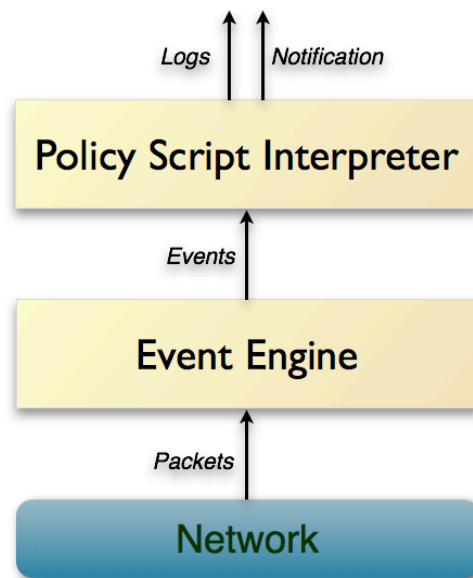 Logs Notification
Policy Script Interpreter
Events
Event Engine
Packets
Network